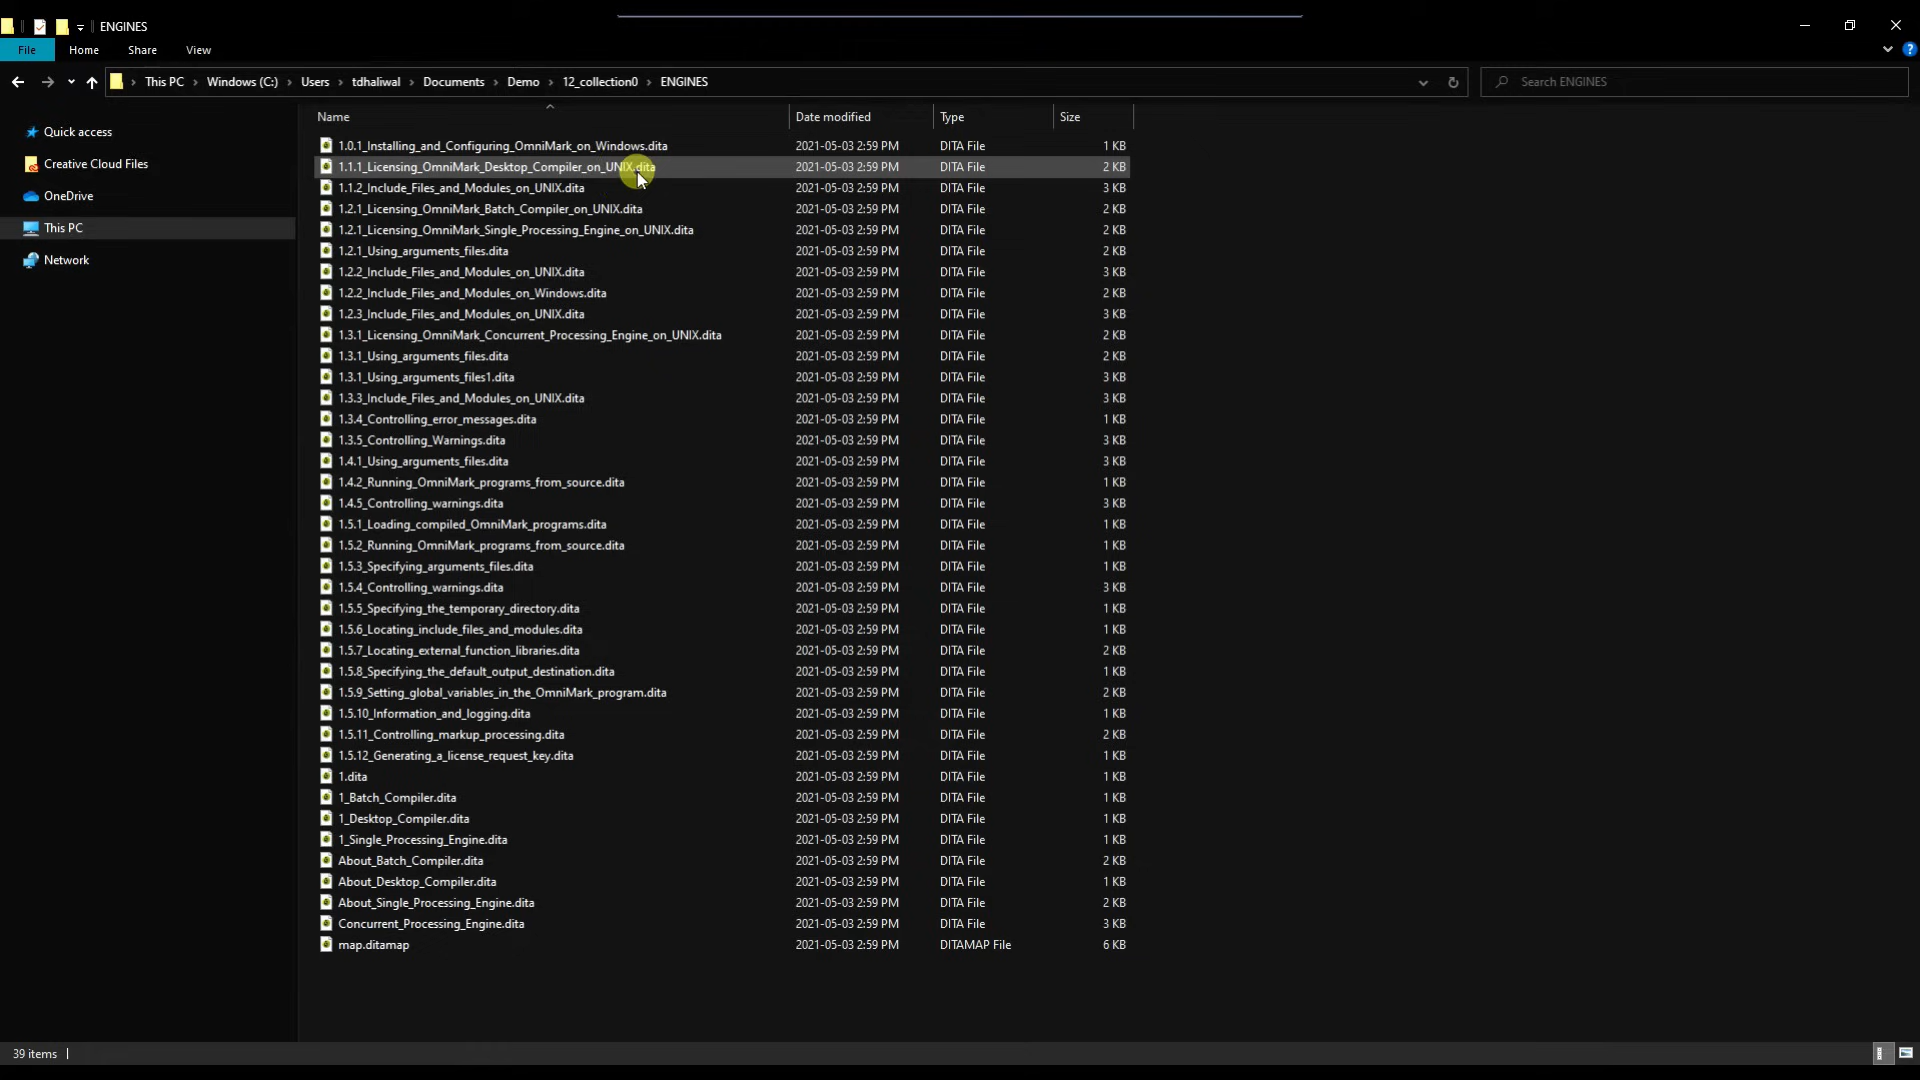 ENGINES
File Home Share View
This PC > Windows (C:) > Users > tdhaliwal > Documents > Demo > 12_collection0 > ENGINES
Search ENGINES
Quick access
Creative Cloud Files
OneDrive
This PC
Network
Name Date modified Type Size
1.0.1_Installing_and_Configuring_OmniMark_on_Windows.dita 2021-05-03 2:59 PM DITA File 1 KB
1.1.1_Licensing_OmniMark_Desktop_Compiler_on_UNIX.dita 2021-05-03 2:59 PM DITA File 2 KB
1.1.2_Include_Files_and_Modules_on_UNIX.dita 2021-05-03 2:59 PM DITA File 3 KB
1.2.1_Licensing_OmniMark_Batch_Compiler_on_UNIX.dita 2021-05-03 2:59 PM DITA File 2 KB
1.2.1_Licensing_OmniMark_Single_Processing_Engine_on_UNIX.dita 2021-05-03 2:59 PM DITA File 2 KB
1.2.1_Using_arguments_files.dita 2021-05-03 2:59 PM DITA File 2 KB
1.2.2_Include_Files_and_Modules_on_UNIX.dita 2021-05-03 2:59 PM DITA File 3 KB
1.2.2_Include_Files_and_Modules_on_Windows.dita 2021-05-03 2:59 PM DITA File 2 KB
1.2.3_Include_Files_and_Modules_on_UNIX.dita 2021-05-03 2:59 PM DITA File 3 KB
1.3.1_Licensing_OmniMark_Concurrent_Processing_Engine_on_UNIX.dita 2021-05-03 2:59 PM DITA File 2 KB
1.3.1_Using_arguments_files.dita 2021-05-03 2:59 PM DITA File 2 KB
1.3.1_Using_arguments_files1.dita 2021-05-03 2:59 PM DITA File 3 KB
1.3.3_Include_Files_and_Modules_on_UNIX.dita 2021-05-03 2:59 PM DITA File 3 KB
1.3.4_Controlling_error_messages.dita 2021-05-03 2:59 PM DITA File 1 KB
1.3.5_Controlling_Warnings.dita 2021-05-03 2:59 PM DITA File 3 KB
1.4.1_Using_arguments_files.dita 2021-05-03 2:59 PM DITA File 3 KB
1.4.2_Running_OmniMark_programs_from_source.dita 2021-05-03 2:59 PM DITA File 1 KB
1.4.5_Controlling_warnings.dita 2021-05-03 2:59 PM DITA File 3 KB
1.5.1_Loading_compiled_OmniMark_programs.dita 2021-05-03 2:59 PM DITA File 1 KB
1.5.2_Running_OmniMark_programs_from_source.dita 2021-05-03 2:59 PM DITA File 1 KB
1.5.3_Specifying_arguments_files.dita 2021-05-03 2:59 PM DITA File 1 KB
1.5.4_Controlling_warnings.dita 2021-05-03 2:59 PM DITA File 3 KB
1.5.5_Specifying_the_temporary_directory.dita 2021-05-03 2:59 PM DITA File 1 KB
1.5.6_Locating_include_files_and_modules.dita 2021-05-03 2:59 PM DITA File 1 KB
1.5.7_Locating_external_function_libraries.dita 2021-05-03 2:59 PM DITA File 2 KB
1.5.8_Specifying_the_default_output_destination.dita 2021-05-03 2:59 PM DITA File 1 KB
1.5.9_Setting_global_variables_in_the_OmniMark_program.dita 2021-05-03 2:59 PM DITA File 2 KB
1.5.10_Information_and_logging.dita 2021-05-03 2:59 PM DITA File 1 KB
1.5.11_Controlling_markup_processing.dita 2021-05-03 2:59 PM DITA File 2 KB
1.5.12_Generating_a_license_request_key.dita 2021-05-03 2:59 PM DITA File 1 KB
1.dita 2021-05-03 2:59 PM DITA File 1 KB
1_Batch_Compiler.dita 2021-05-03 2:59 PM DITA File 1 KB
1_Desktop_Compiler.dita 2021-05-03 2:59 PM DITA File 1 KB
1_Single_Processing_Engine.dita 2021-05-03 2:59 PM DITA File 1 KB
About_Batch_Compiler.dita 2021-05-03 2:59 PM DITA File 2 KB
About_Desktop_Compiler.dita 2021-05-03 2:59 PM DITA File 1 KB
About_Single_Processing_Engine.dita 2021-05-03 2:59 PM DITA File 2 KB
Concurrent_Processing_Engine.dita 2021-05-03 2:59 PM DITA File 3 KB
map.ditamap 2021-05-03 2:59 PM DITAMAP File 6 KB
39 items